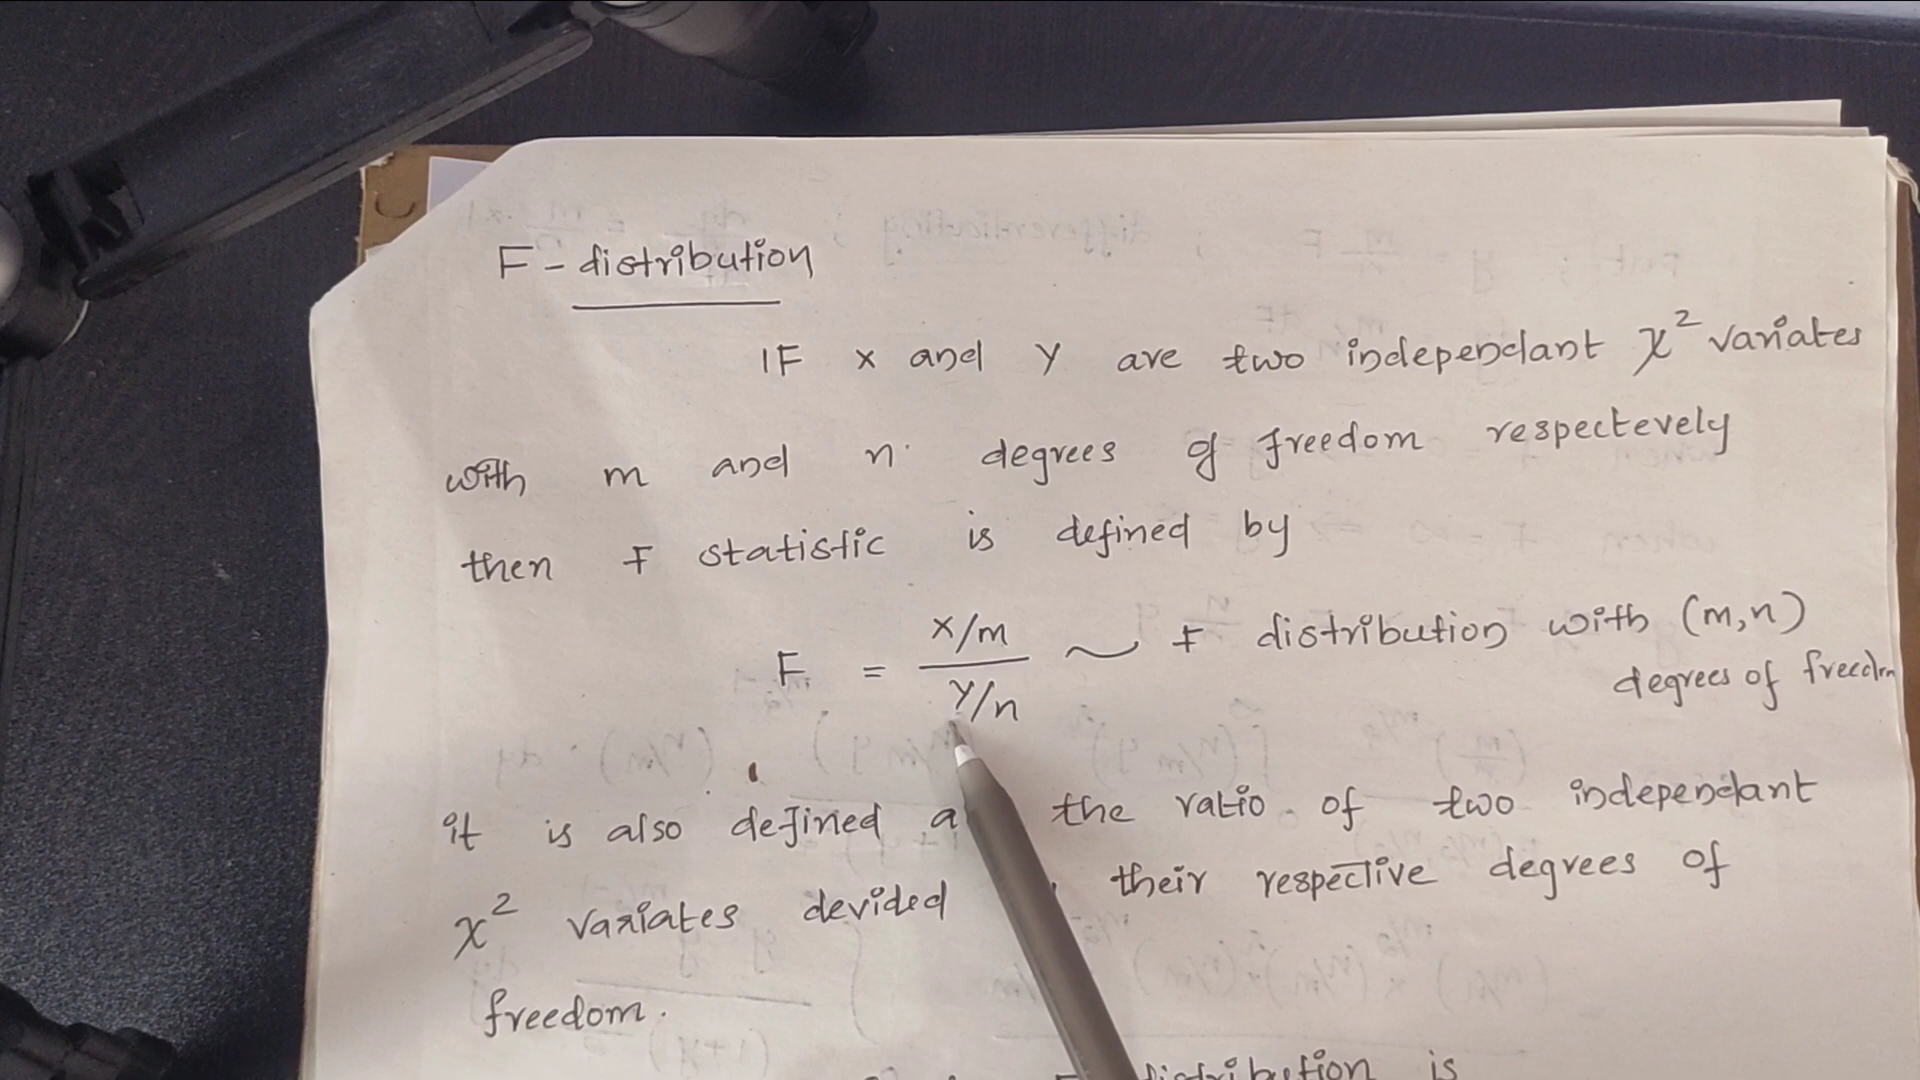 F - distribution
IF x and y are two independant χ² variates
with m and n degrees of freedom respectevely
then F statistic is defined by
F = X/m / Y/n ~ F distribution with (m,n)
degrees of freedom
it is also defined the ratio of two independant
χ² variates devided their respective degrees of
freedom.
distribution is